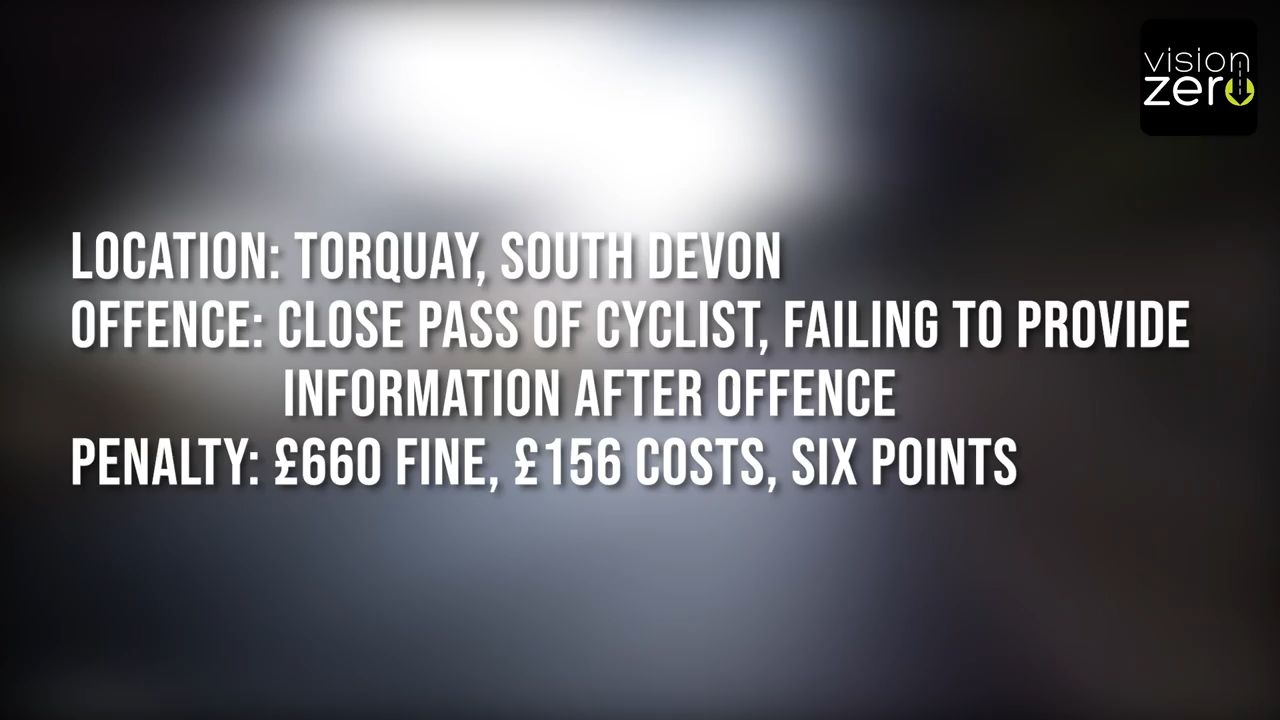 vision
zero
LOCATION: TORQUAY, SOUTH DEVON
OFFENCE: CLOSE PASS OF CYCLIST, FAILING TO PROVIDE
INFORMATION AFTER OFFENCE
PENALTY: £660 FINE, £156 COSTS, SIX POINTS